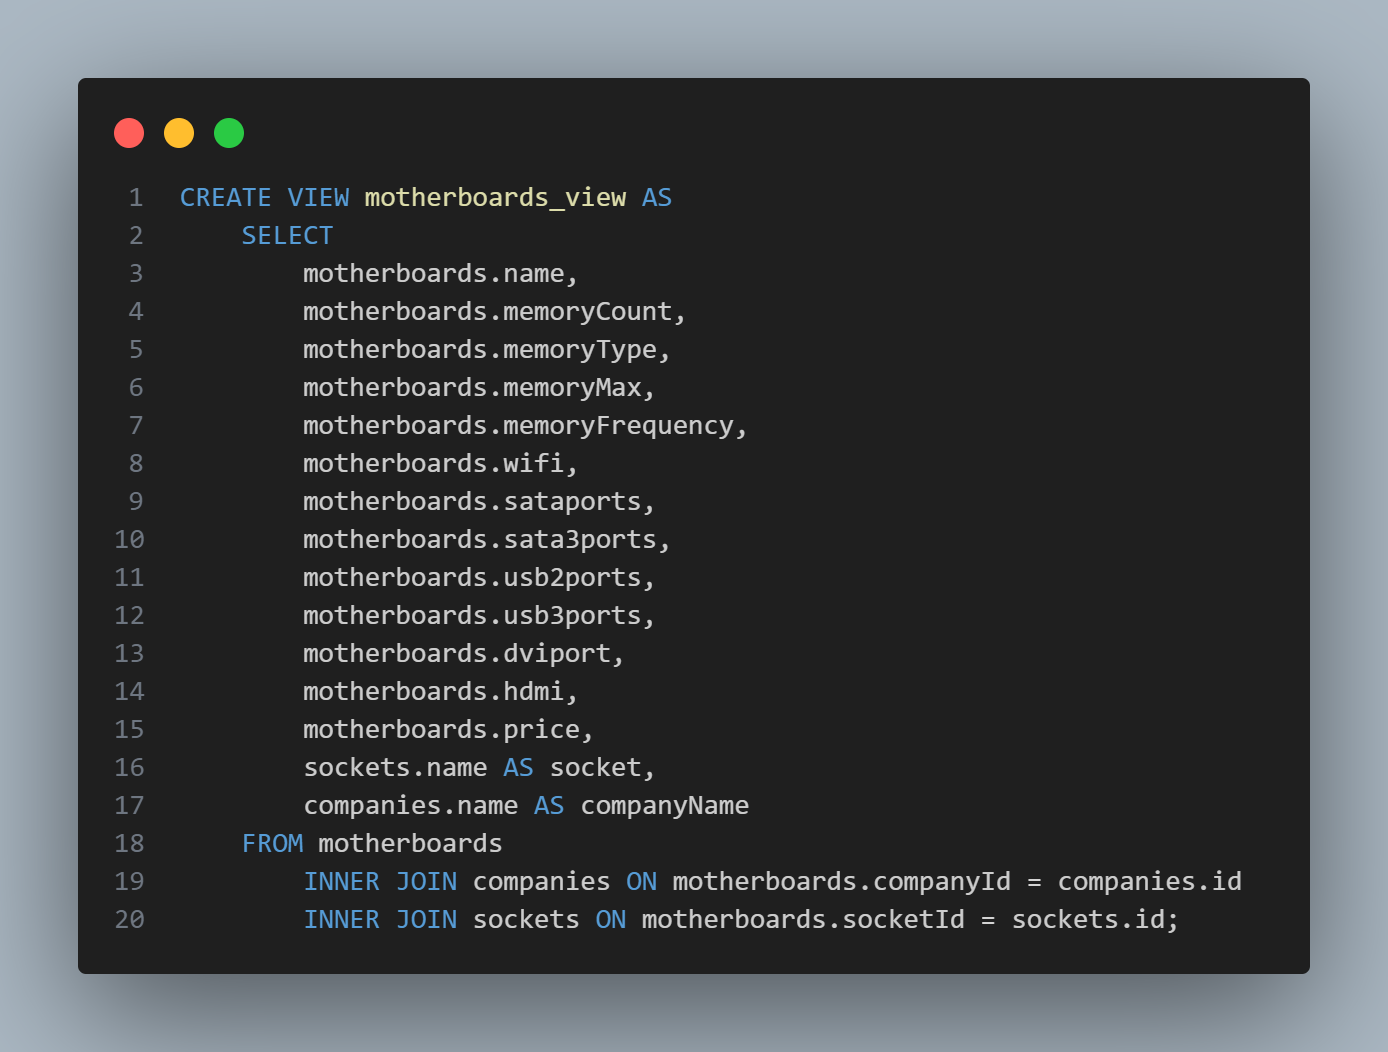 1 CREATE VIEW motherboards_view AS
2 SELECT
3 motherboards.name,
4 motherboards.memoryCount,
5 motherboards.memoryType,
6 motherboards.memoryMax,
7 motherboards.memoryFrequency,
8 motherboards.wifi,
9 motherboards.sataports,
10 motherboards.sata3ports,
11 motherboards.usb2ports,
12 motherboards.usb3ports,
13 motherboards.dviport,
14 motherboards.hdmi,
15 motherboards.price,
16 sockets.name AS socket,
17 companies.name AS companyName
18 FROM motherboards
19 INNER JOIN companies ON motherboards.companyId = companies.id
20 INNER JOIN sockets ON motherboards.socketId = sockets.id;